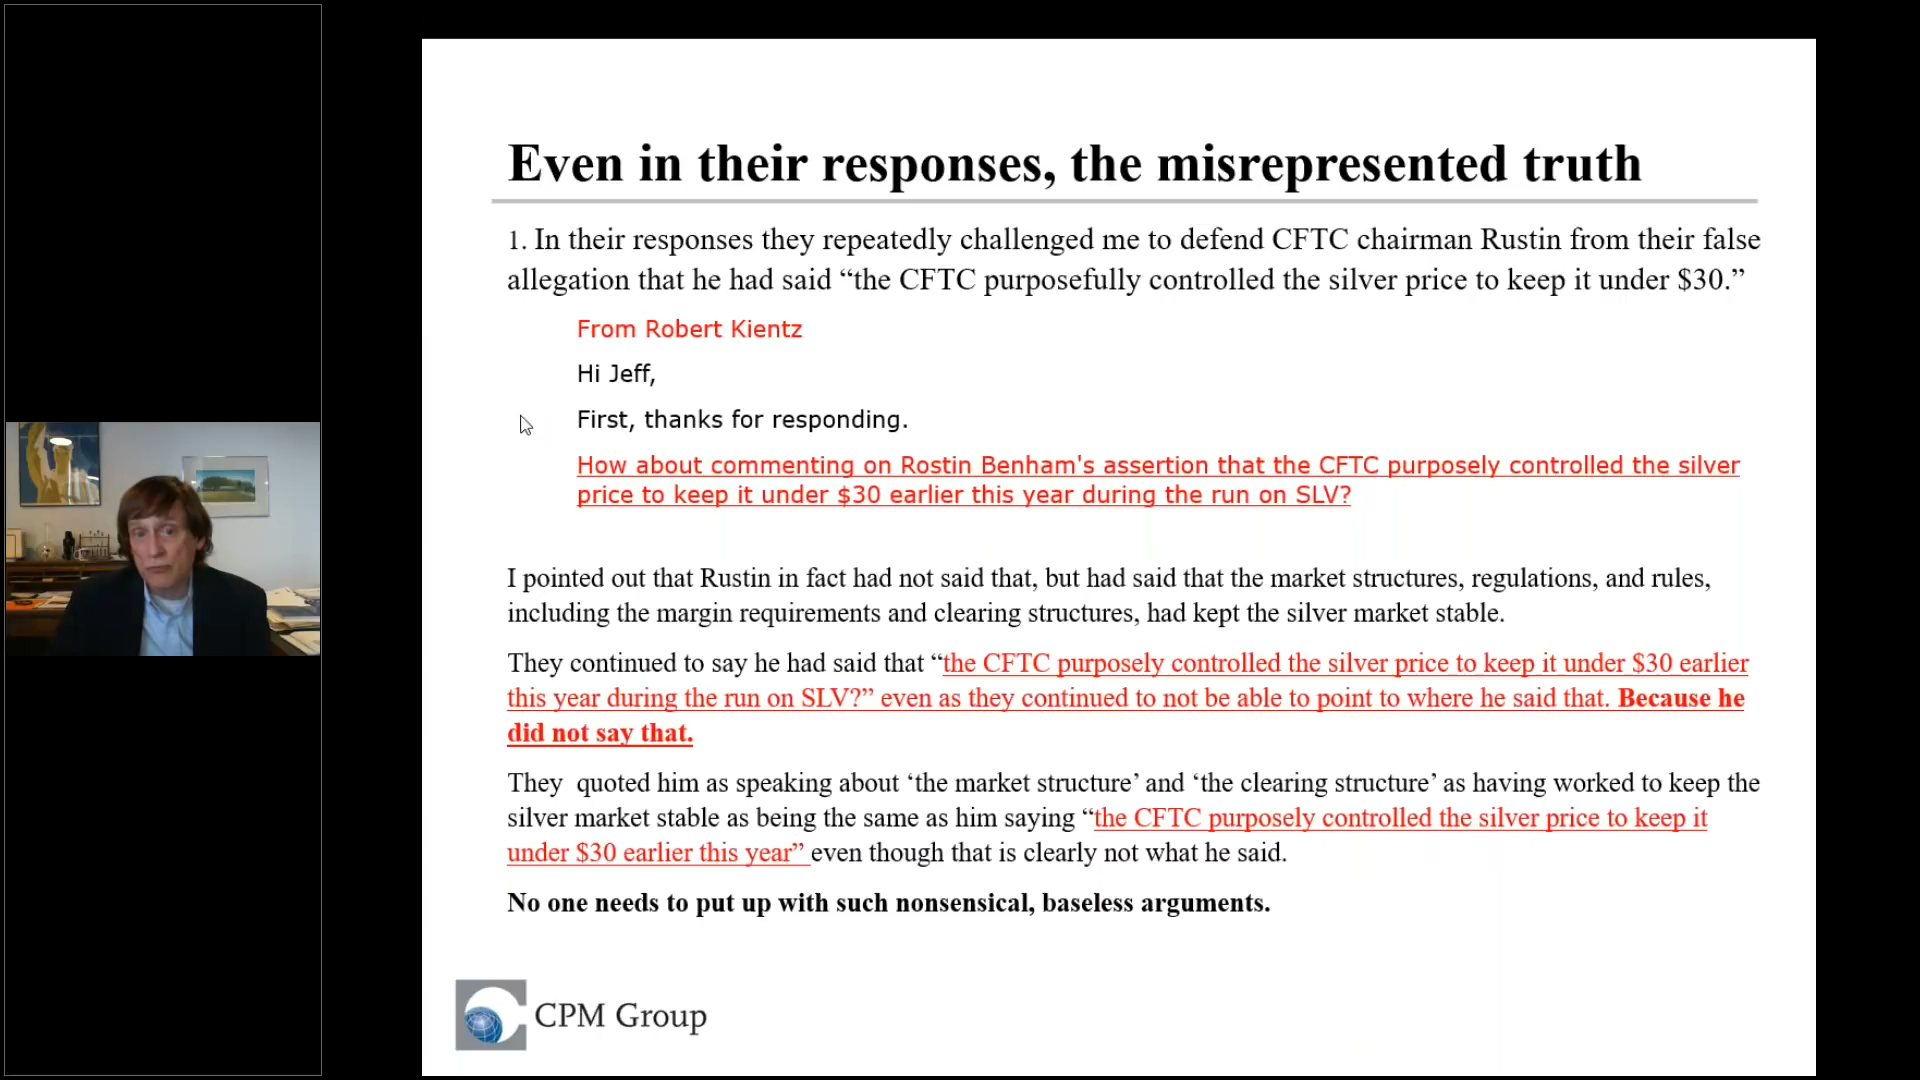 Even in their responses, the misrepresented truth
1. In their responses they repeatedly challenged me to defend CFTC chairman Rustin from their false
allegation that he had said “the CFTC purposefully controlled the silver price to keep it under $30.”
From Robert Kientz
Hi Jeff,
First, thanks for responding.
How about commenting on Rostin Benham's assertion that the CFTC purposely controlled the silver
price to keep it under $30 earlier this year during the run on SLV?
I pointed out that Rustin in fact had not said that, but had said that the market structures, regulations, and rules,
including the margin requirements and clearing structures, had kept the silver market stable.
They continued to say he had said that “the CFTC purposely controlled the silver price to keep it under $30 earlier
this year during the run on SLV?” even as they continued to not be able to point to where he said that. Because he
did not say that.
They quoted him as speaking about ‘the market structure’ and ‘the clearing structure’ as having worked to keep the
silver market stable as being the same as him saying “the CFTC purposely controlled the silver price to keep it
under $30 earlier this year” even though that is clearly not what he said.
No one needs to put up with such nonsensical, baseless arguments.
CPM Group